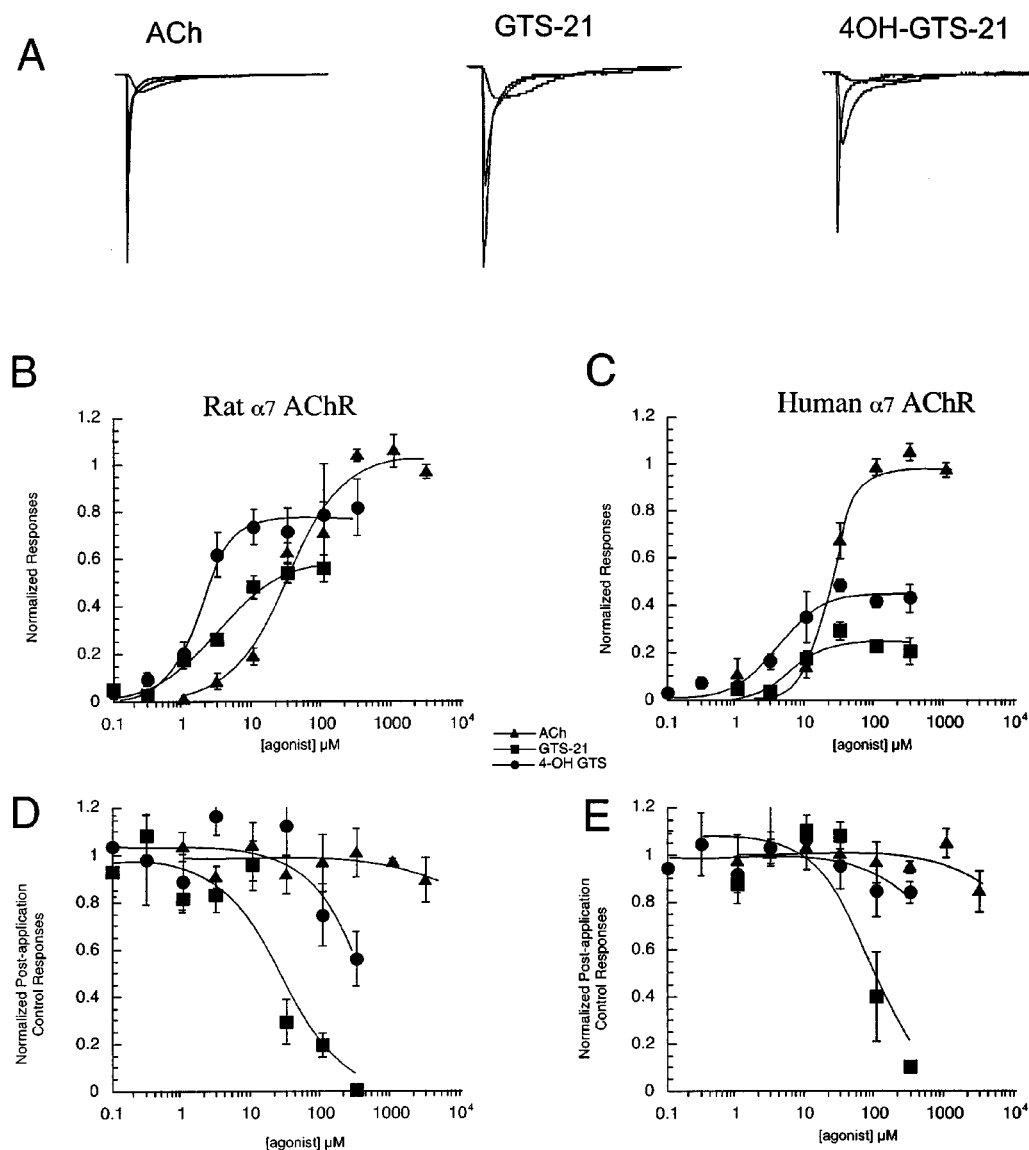 A
ACh
GTS-21
4OH-GTS-21
B
Rat α7 AChR
1.2
1
0.8
0.6
0.4
0.2
0
Normalized Responses
0.1 1 10 100 1000 10⁴
[agonist] µM
C
Human α7 AChR
1.2
1
0.8
0.6
0.4
0.2
0
Normalized Responses
0.1 1 10 100 1000 10⁴
[agonist] µM
ACh
GTS-21
4-OH GTS
D
1.2
1
0.8
0.6
0.4
0.2
0
Normalized Post-application
Control Responses
0.1 1 10 100 1000 10⁴
[agonist] µM
E
1.2
1
0.8
0.6
0.4
0.2
0
Normalized Post-application
Control Responses
0.1 1 10 100 1000 10⁴
[agonist] µM